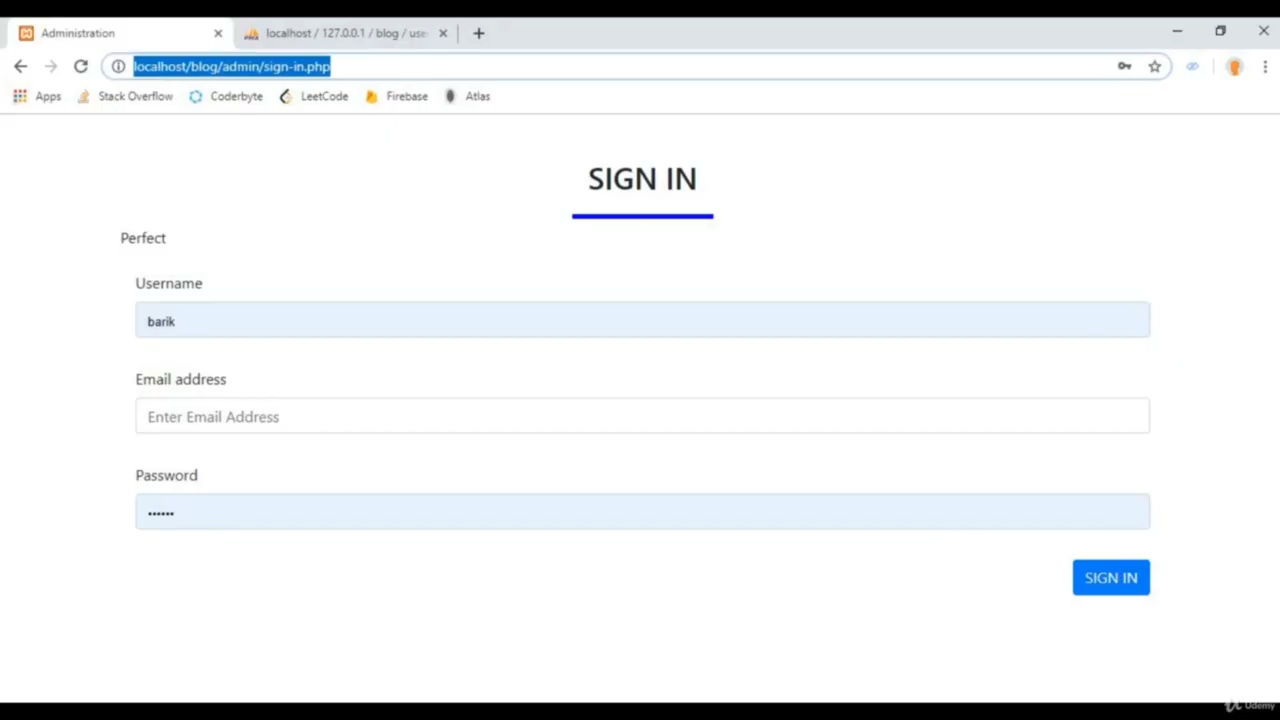 Administration
localhost / 127.0.0.1 / blog / use
localhost/blog/admin/sign-in.php
Apps
Stack Overflow
Coderbyte
LeetCode
Firebase
Atlas
SIGN IN
Perfect
Username
barik
Email address
Enter Email Address
Password
••••••
SIGN IN
Udemy